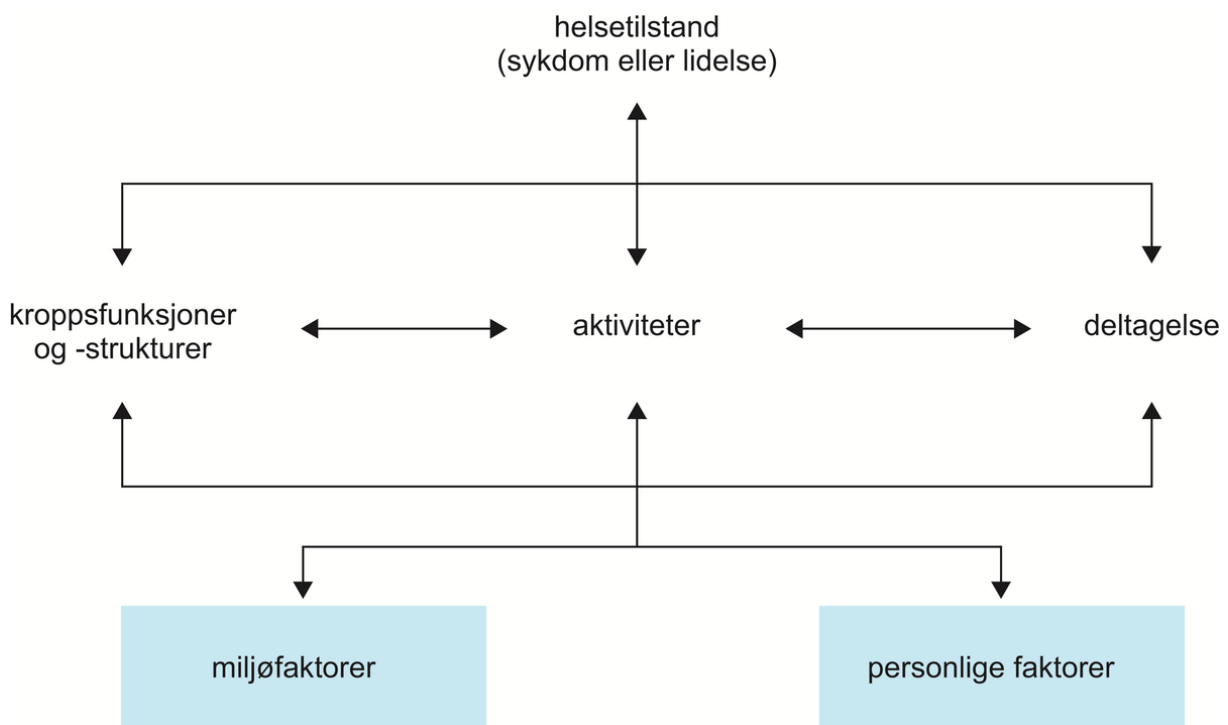 helsetilstand
(sykdom eller lidelse)
kroppsfunksjoner
og -strukturer
aktiviteter
deltagelse
miljøfaktorer
personlige faktorer